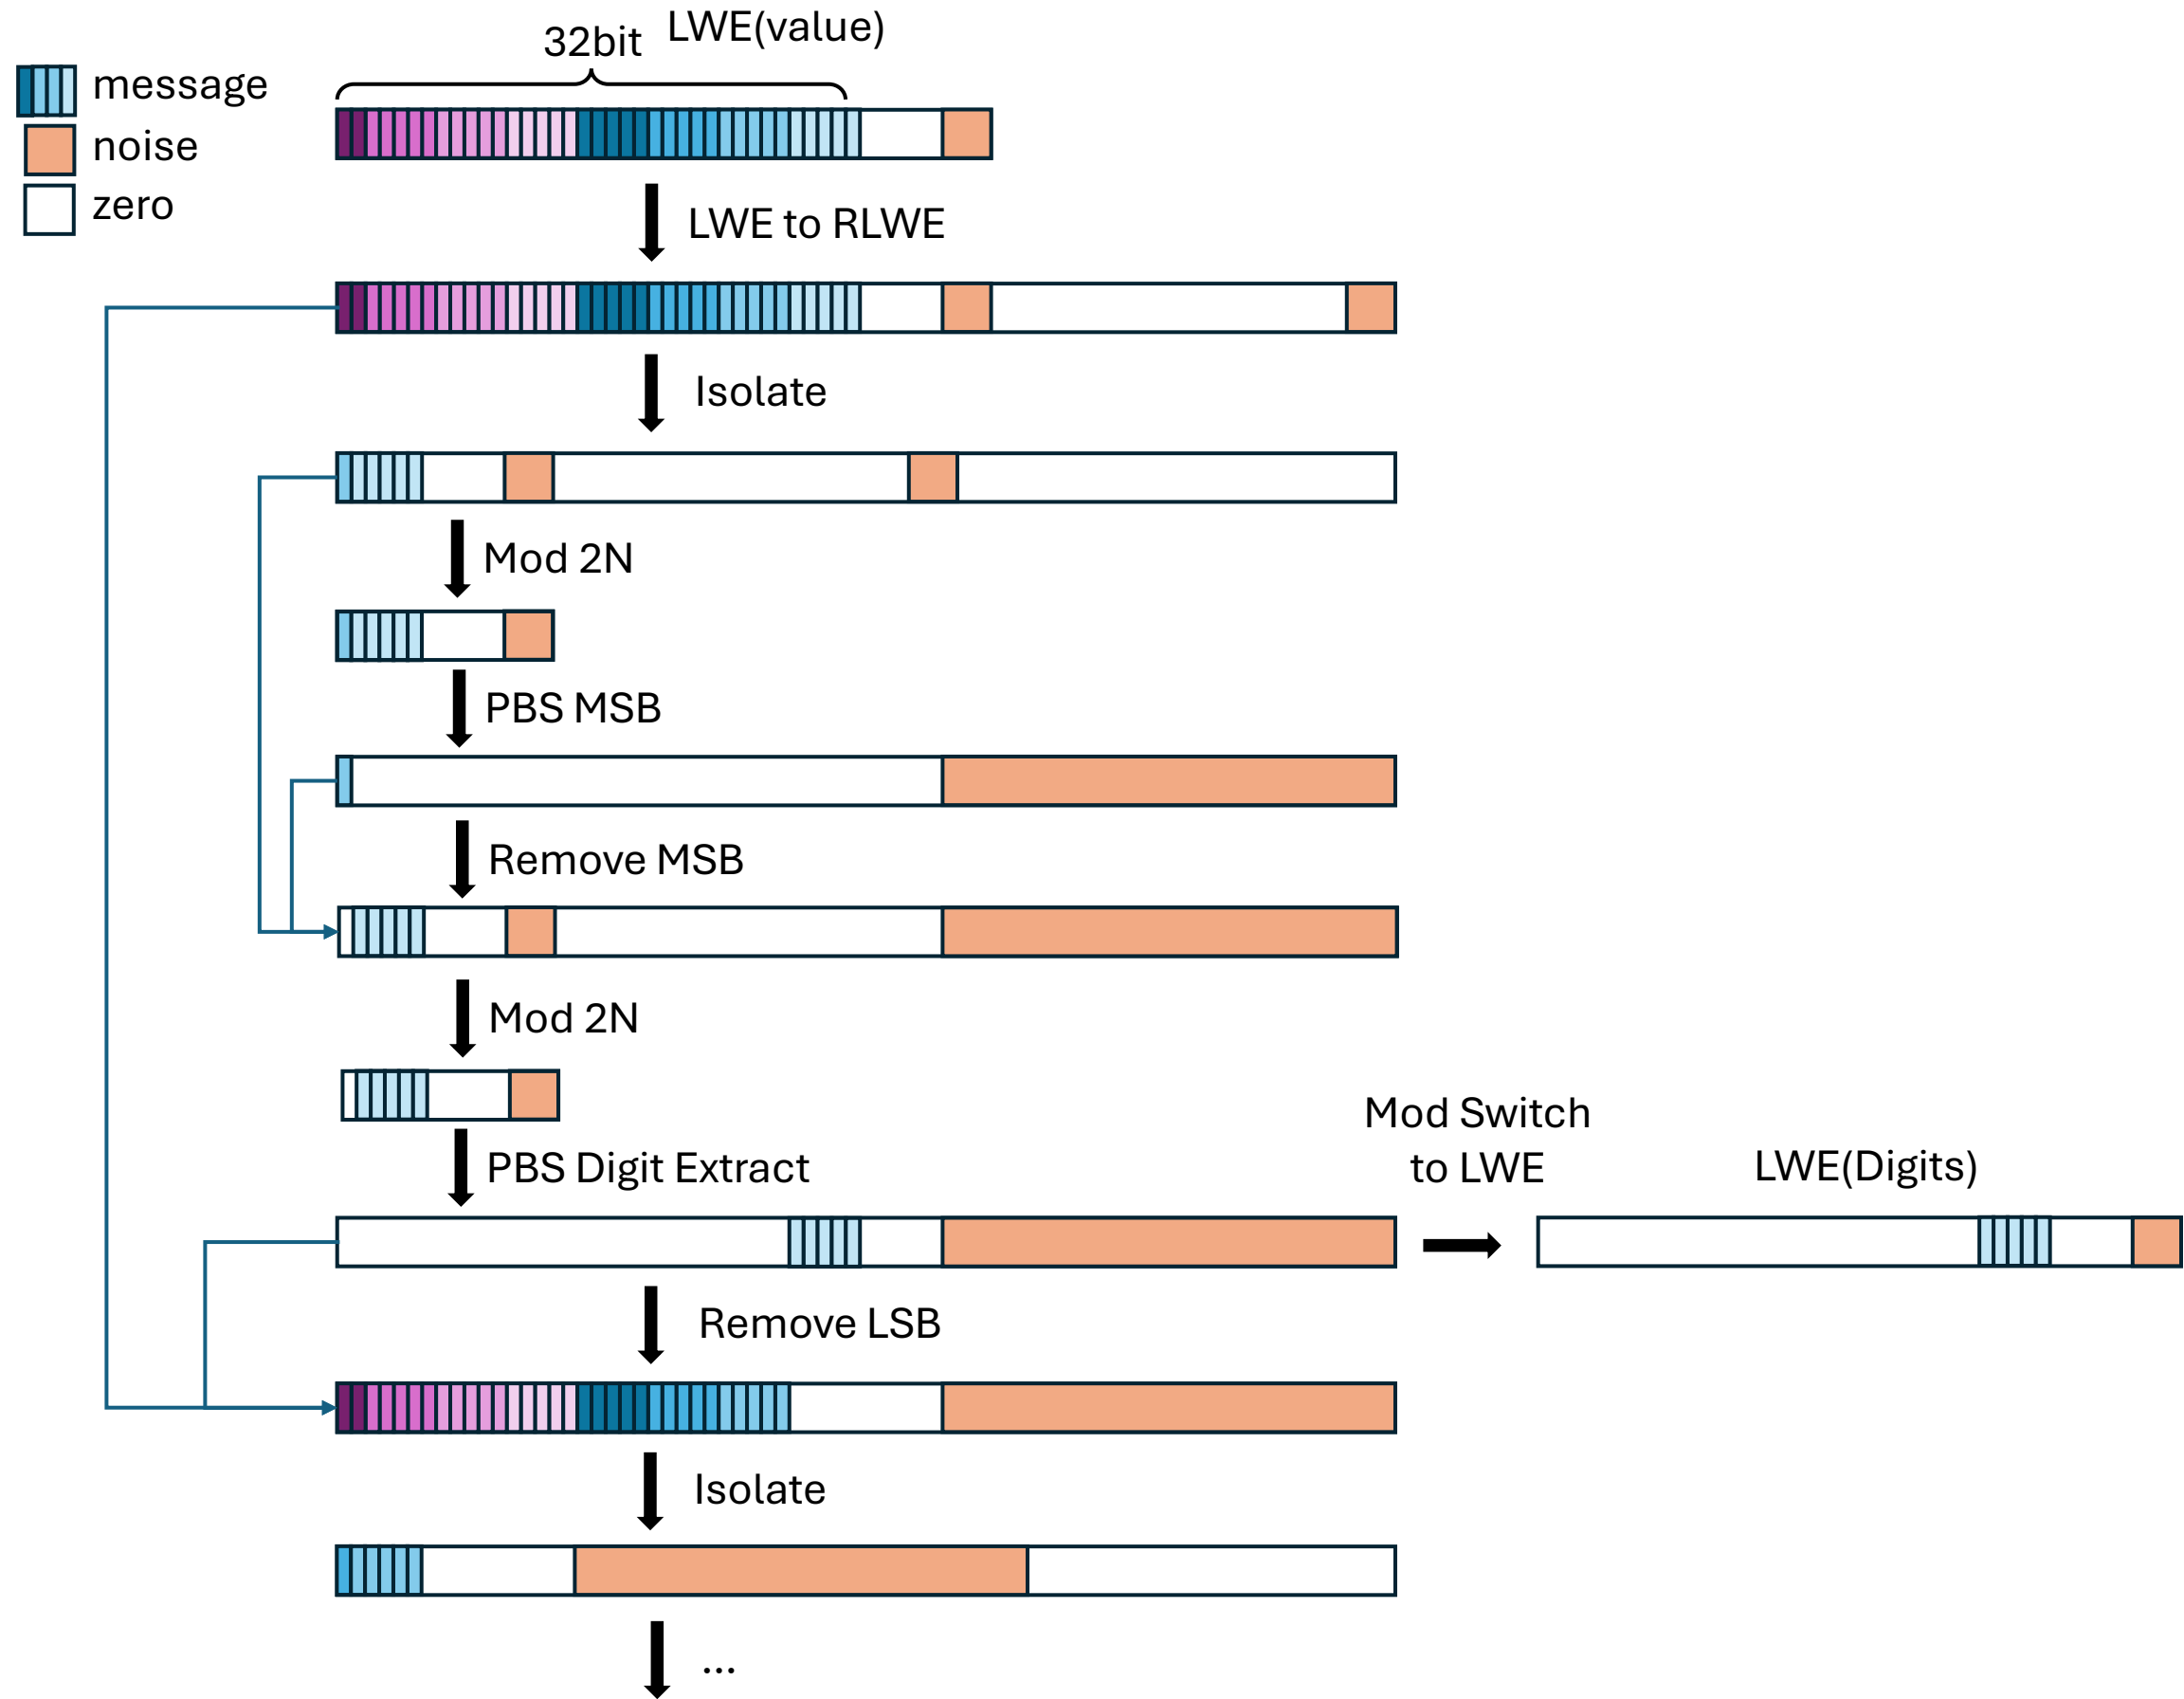 32bit
LWE(value)
message
noise
zero
LWE to RLWE
Isolate
Mod 2N
PBS MSB
Remove MSB
Mod 2N
PBS Digit Extract
Mod Switch
to LWE
LWE(Digits)
Remove LSB
Isolate
...